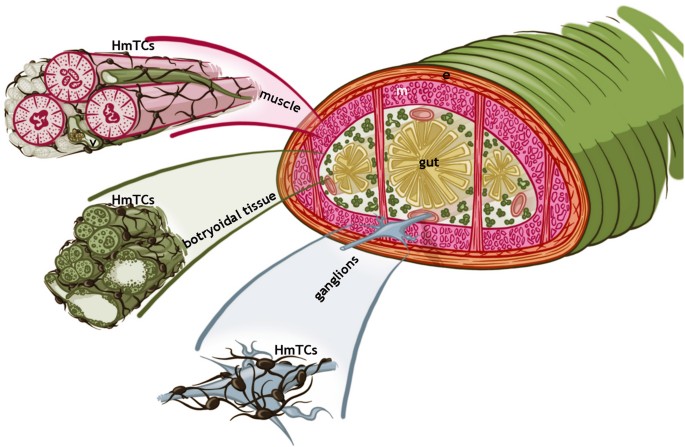 HmTCs
e
m
muscle
v
gut
HmTCs
botryoidal tissue
ganglions
HmTCs